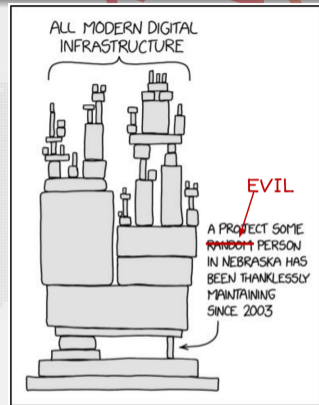 ALL MODERN DIGITAL
INFRASTRUCTURE
EVIL
A PROJECT SOME
RANDOM PERSON
IN NEBRASKA HAS
BEEN THANKLESSLY
MAINTAINING
SINCE 2003